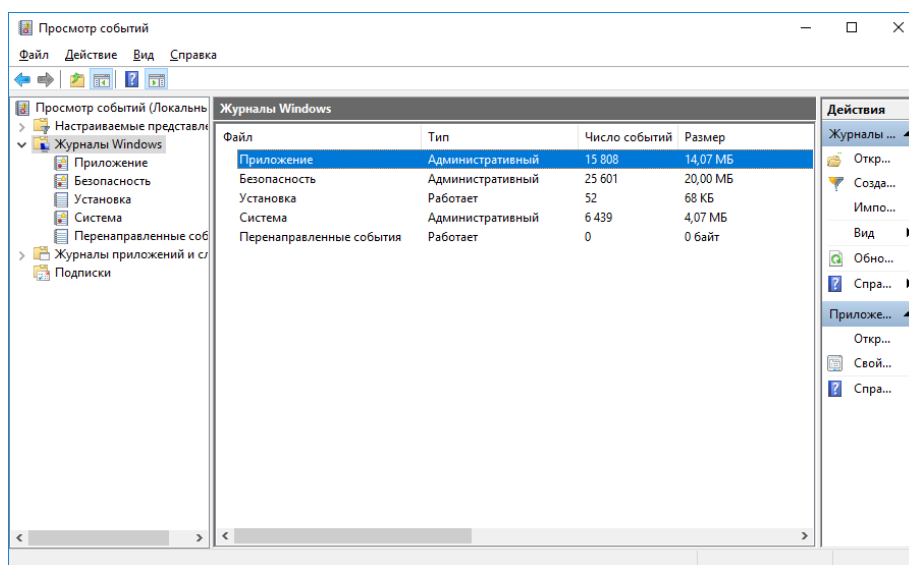 Просмотр событий
Файл Действие Вид Справка
Просмотр событий (Локальнь
Настраиваемые представле
Журналы Windows
Приложение
Безопасность
Установка
Система
Перенаправленные соб
Журналы приложений и сл
Подписки
Журналы Windows
Файл Тип Число событий Размер
Приложение Административный 15 808 14,07 МБ
Безопасность Административный 25 601 20,00 МБ
Установка Работает 52 68 КБ
Система Административный 6 439 4,07 МБ
Перенаправленные события Работает 0 0 байт
Действия
Журналы ...
Откр...
Созда...
Импо...
Вид
Обно...
Спра...
Приложе...
Откр...
Свой...
Спра...